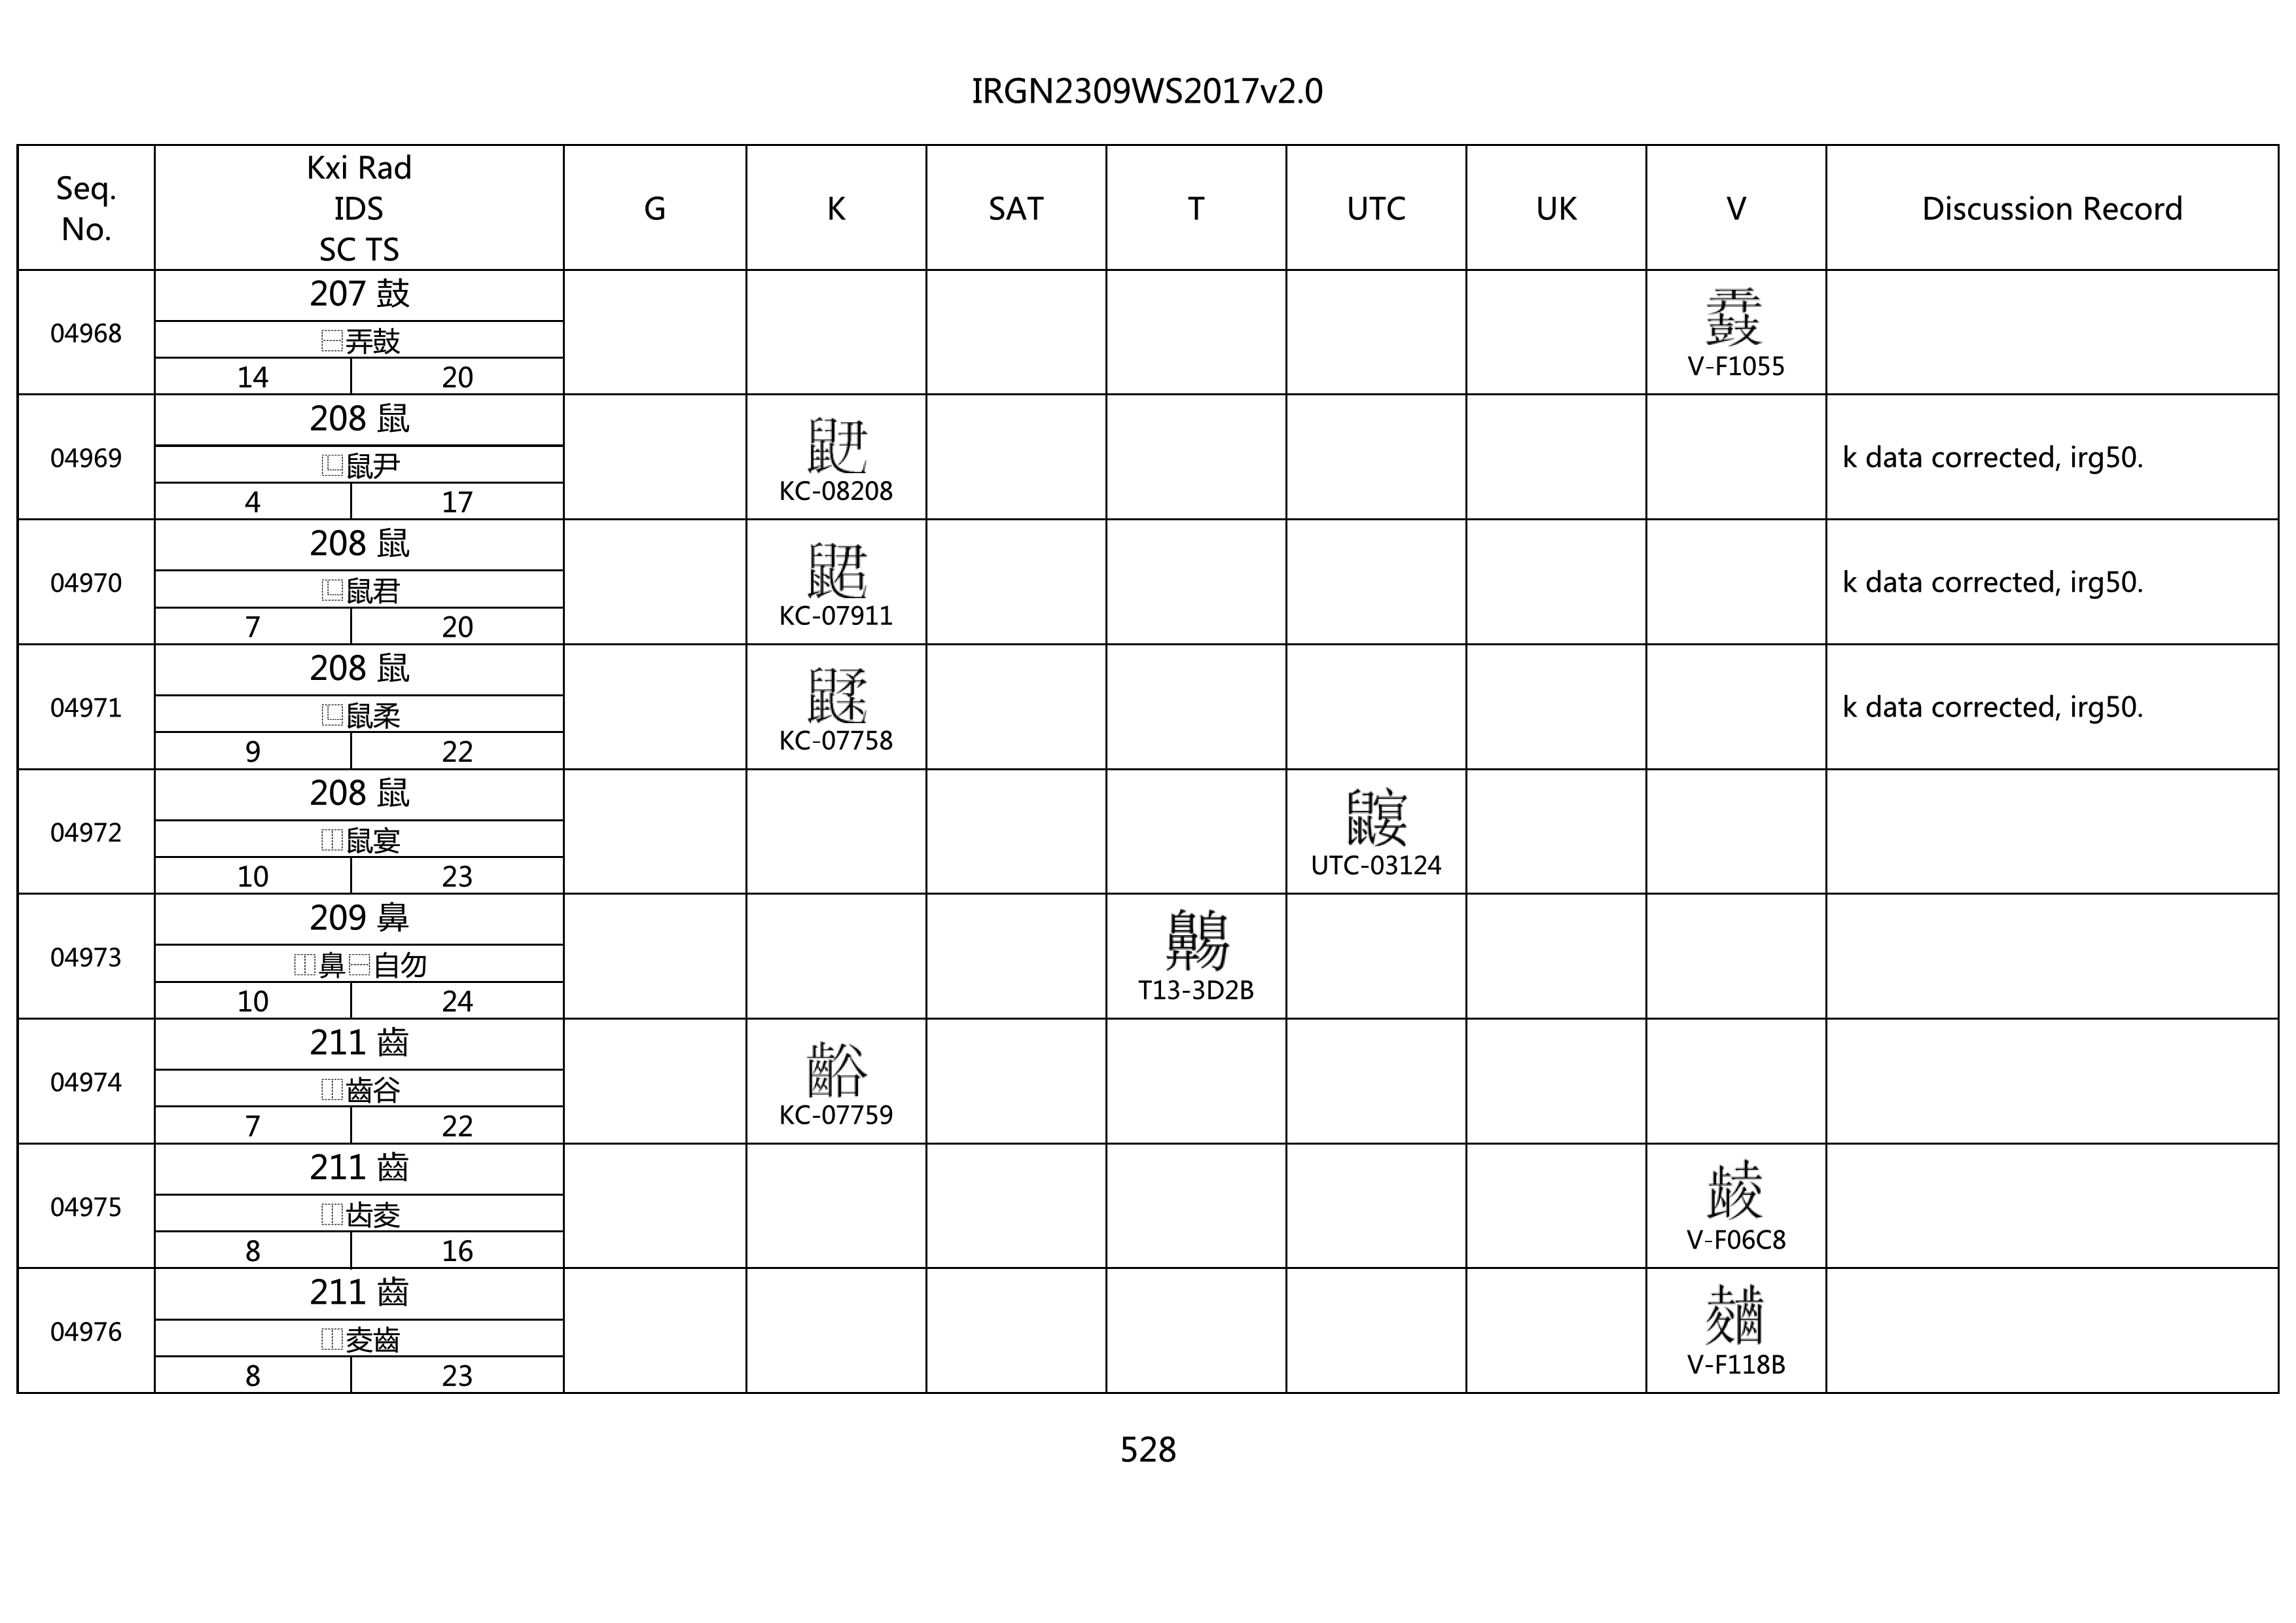 IRGN2309WS2017v2.0
Seq. No. Kxi Rad IDS SC TS G K SAT T UTC UK V Discussion Record
207 鼓
04968 ⿱弄鼓
14 20
V-F1055
208 鼠
04969 ⿺鼠尹 k data corrected, irg50.
4 17
KC-08208
208 鼠
04970 ⿺鼠君 k data corrected, irg50.
7 20
KC-07911
208 鼠
04971 ⿺鼠柔 k data corrected, irg50.
9 22
KC-07758
208 鼠
04972 ⿰鼠宴
10 23
UTC-03124
209 鼻
04973 ⿰鼻⿱自勿
10 24
T13-3D2B
211 齒
04974 ⿰齒谷
7 22
KC-07759
211 齒
04975 ⿰齿夌
8 16
V-F06C8
211 齒
04976 ⿰夌齒
8 23
V-F118B
528